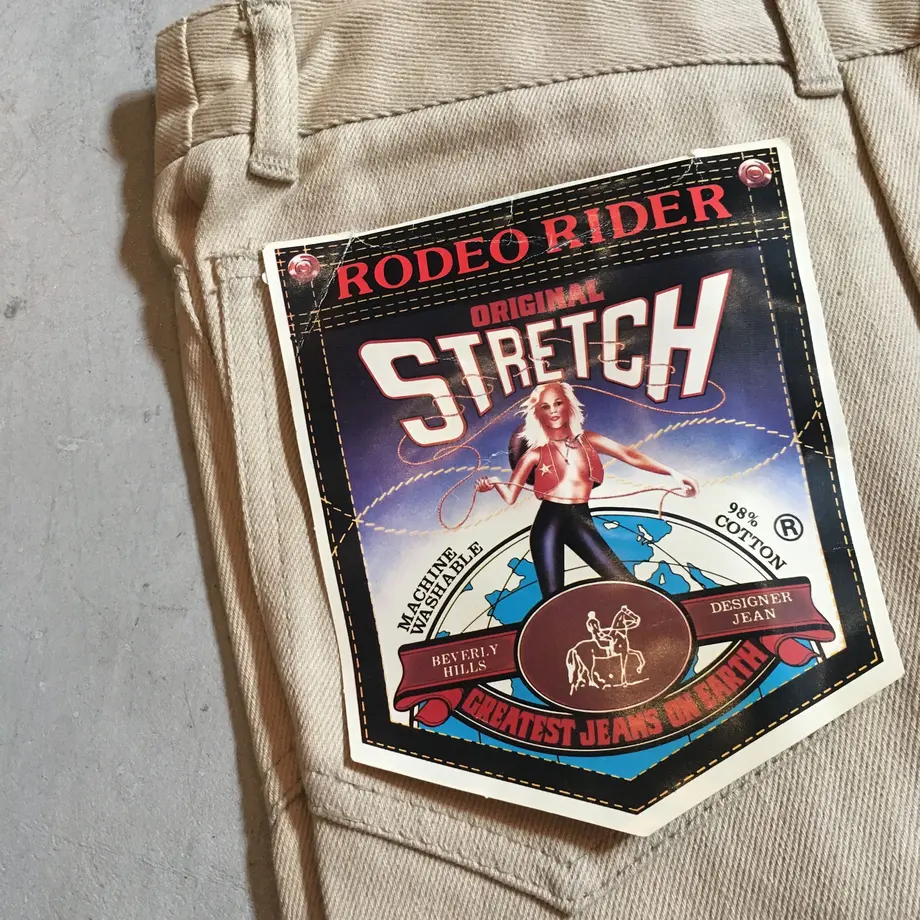 RODEO RIDER
ORIGINAL
STRETCH
98%
COTTON
®
MACHINE
WASHABLE
BEVERLY
HILLS
DESIGNER
JEAN
GREATEST JEANS ON EARTH